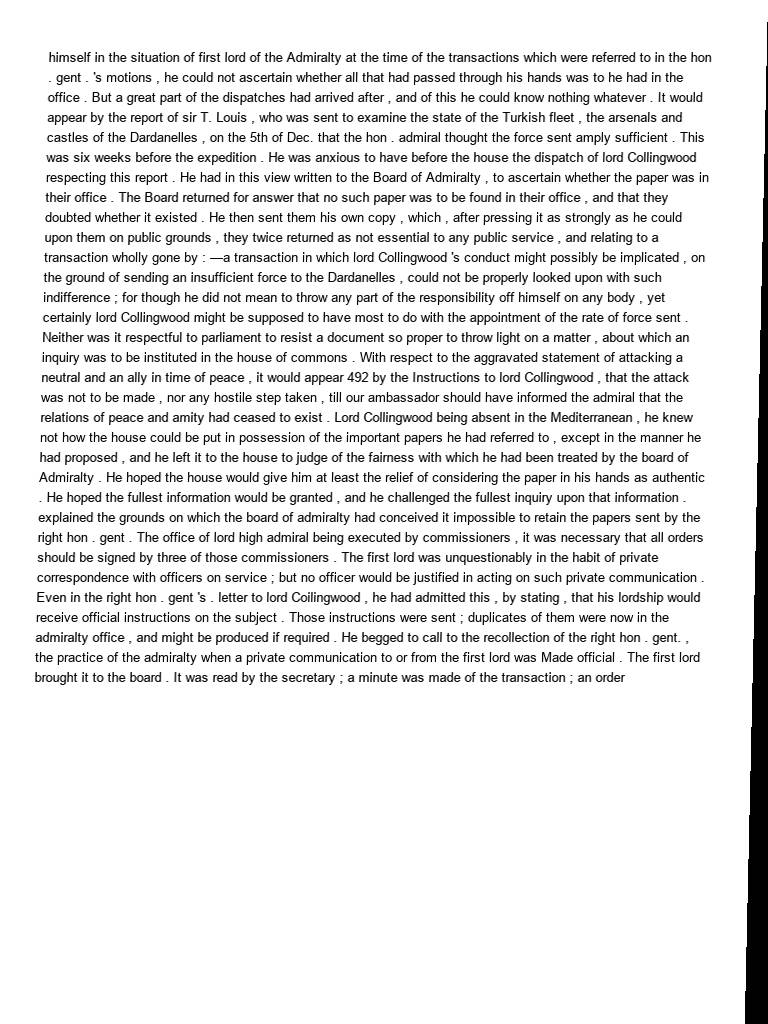 himself in the situation of first lord of the Admiralty at the time of the transactions which were referred to in the hon
. gent . 's motions , he could not ascertain whether all that had passed through his hands was to he had in the
office . But a great part of the dispatches had arrived after , and of this he could know nothing whatever . It would
appear by the report of sir T. Louis , who was sent to examine the state of the Turkish fleet , the arsenals and
castles of the Dardanelles , on the 5th of Dec. that the hon . admiral thought the force sent amply sufficient . This
was six weeks before the expedition . He was anxious to have before the house the dispatch of lord Collingwood
respecting this report . He had in this view written to the Board of Admiralty , to ascertain whether the paper was in
their office . The Board returned for answer that no such paper was to be found in their office , and that they
doubted whether it existed . He then sent them his own copy , which , after pressing it as strongly as he could
upon them on public grounds , they twice returned as not essential to any public service , and relating to a
transaction wholly gone by : —a transaction in which lord Collingwood 's conduct might possibly be implicated , on
the ground of sending an insufficient force to the Dardanelles , could not be properly looked upon with such
indifference ; for though he did not mean to throw any part of the responsibility off himself on any body , yet
certainly lord Collingwood might be supposed to have most to do with the appointment of the rate of force sent .
Neither was it respectful to parliament to resist a document so proper to throw light on a matter , about which an
inquiry was to be instituted in the house of commons . With respect to the aggravated statement of attacking a
neutral and an ally in time of peace , it would appear 492 by the Instructions to lord Collingwood , that the attack
was not to be made , nor any hostile step taken , till our ambassador should have informed the admiral that the
relations of peace and amity had ceased to exist . Lord Collingwood being absent in the Mediterranean , he knew
not how the house could be put in possession of the important papers he had referred to , except in the manner he
had proposed , and he left it to the house to judge of the fairness with which he had been treated by the board of
Admiralty . He hoped the house would give him at least the relief of considering the paper in his hands as authentic
. He hoped the fullest information would be granted , and he challenged the fullest inquiry upon that information .
explained the grounds on which the board of admiralty had conceived it impossible to retain the papers sent by the
right hon . gent . The office of lord high admiral being executed by commissioners , it was necessary that all orders
should be signed by three of those commissioners . The first lord was unquestionably in the habit of private
correspondence with officers on service ; but no officer would be justified in acting on such private communication .
Even in the right hon . gent 's . letter to lord Coilingwood , he had admitted this , by stating , that his lordship would
receive official instructions on the subject . Those instructions were sent ; duplicates of them were now in the
admiralty office , and might be produced if required . He begged to call to the recollection of the right hon . gent. ,
the practice of the admiralty when a private communication to or from the first lord was Made official . The first lord
brought it to the board . It was read by the secretary ; a minute was made of the transaction ; an order